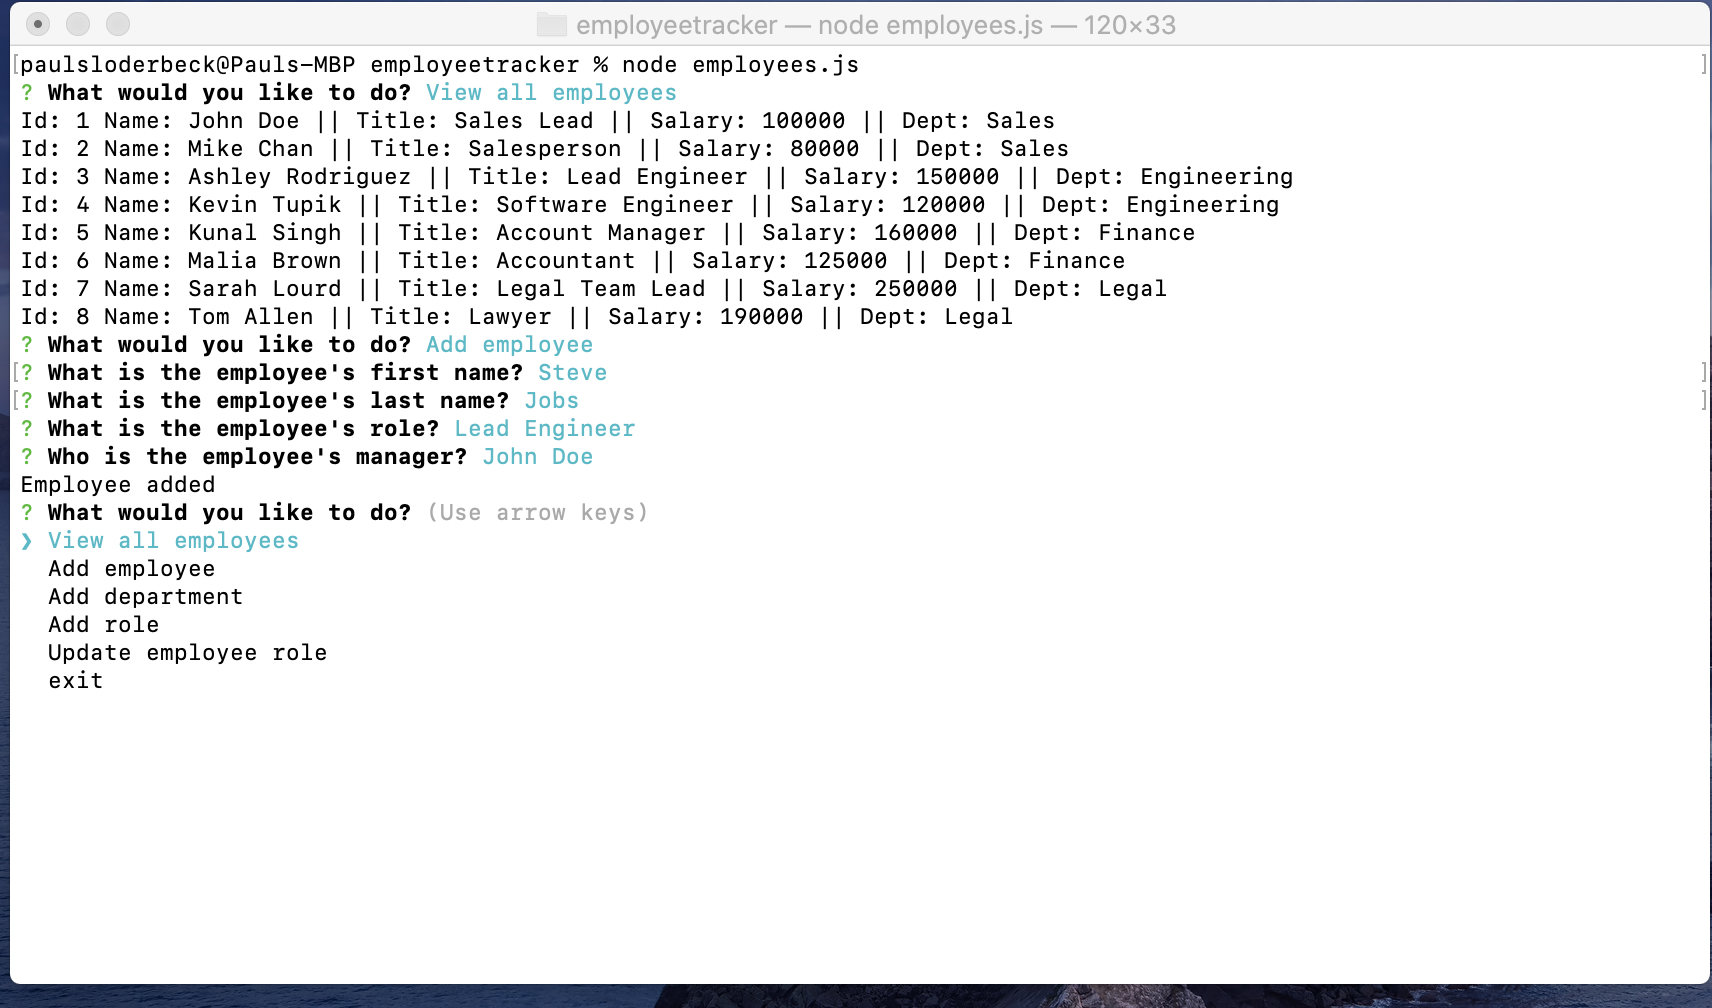 employeetracker — node employees.js — 120×33
[paulsloderbeck@Pauls-MBP employeetracker % node employees.js ]
? What would you like to do? View all employees
Id: 1 Name: John Doe || Title: Sales Lead || Salary: 100000 || Dept: Sales
Id: 2 Name: Mike Chan || Title: Salesperson || Salary: 80000 || Dept: Sales
Id: 3 Name: Ashley Rodriguez || Title: Lead Engineer || Salary: 150000 || Dept: Engineering
Id: 4 Name: Kevin Tupik || Title: Software Engineer || Salary: 120000 || Dept: Engineering
Id: 5 Name: Kunal Singh || Title: Account Manager || Salary: 160000 || Dept: Finance
Id: 6 Name: Malia Brown || Title: Accountant || Salary: 125000 || Dept: Finance
Id: 7 Name: Sarah Lourd || Title: Legal Team Lead || Salary: 250000 || Dept: Legal
Id: 8 Name: Tom Allen || Title: Lawyer || Salary: 190000 || Dept: Legal
? What would you like to do? Add employee
[? What is the employee's first name? Steve ]
[? What is the employee's last name? Jobs ]
? What is the employee's role? Lead Engineer
? Who is the employee's manager? John Doe
Employee added
? What would you like to do? (Use arrow keys)
❯ View all employees
Add employee
Add department
Add role
Update employee role
exit